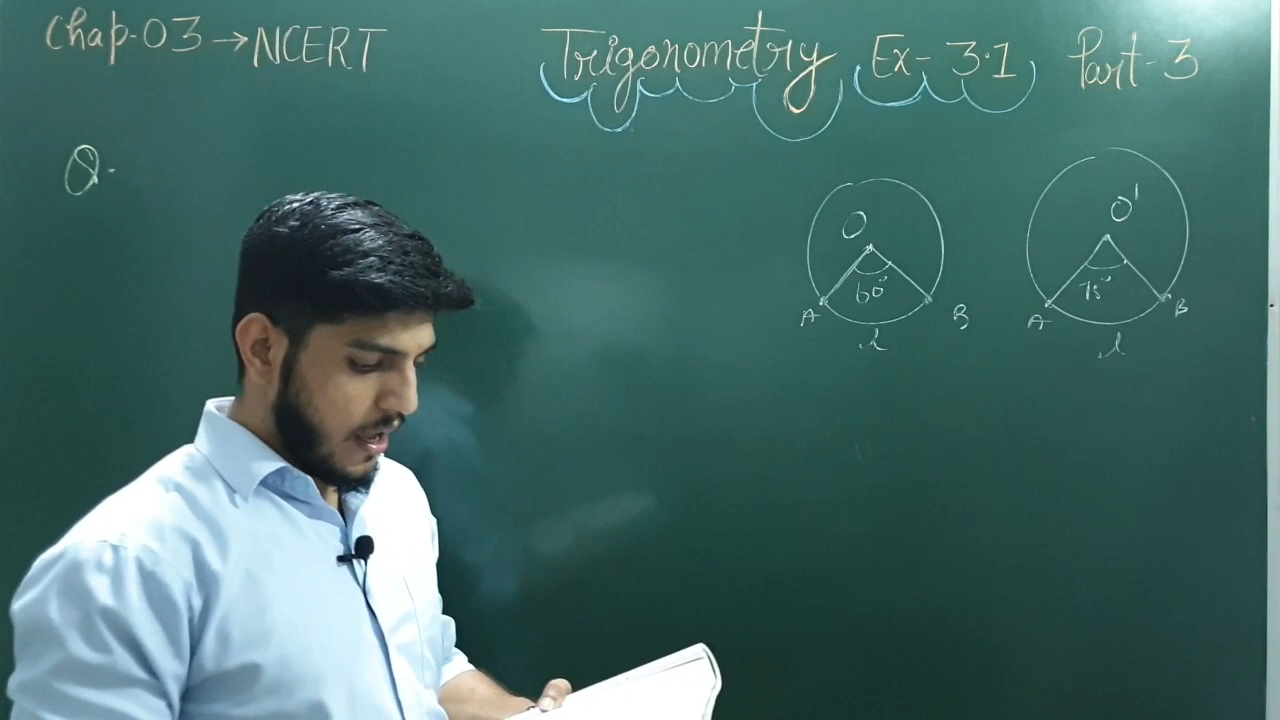 Chap-03 → NCERT Trigonometry Ex-3.1 Part-3
Q.
O O'
60° 75°
A B A B
l l